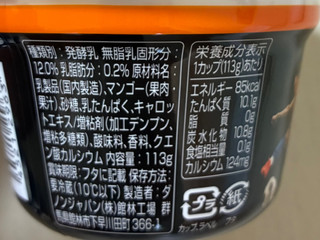 種類別：発酵乳 無脂乳固形分：
12.0% 乳脂肪分：0.2% 原材料名：
乳製品(国内製造)、マンゴー(果肉・
果汁)、砂糖、乳たんぱく、キャロッ
トエキス/増粘剤(加工デンプン、
増粘多糖類)、酸味料、香料、クエ
ン酸カルシウム 内容量：113g
賞味期限：フタに記載 保存方法：
要冷蔵(10℃以下) 製造者：ダ
ノンジャパン(株)館林工場 群
馬県館林市下早川田町366-1
栄養成分表示
1カップ(113g)あたり
エネルギー 85kcal
たんぱく質 10.1g
脂質 0g
炭水化物 10.8g
食塩相当量 0.1g
カルシウム 124mg
プラ 紙
カップ、ラベル フタ